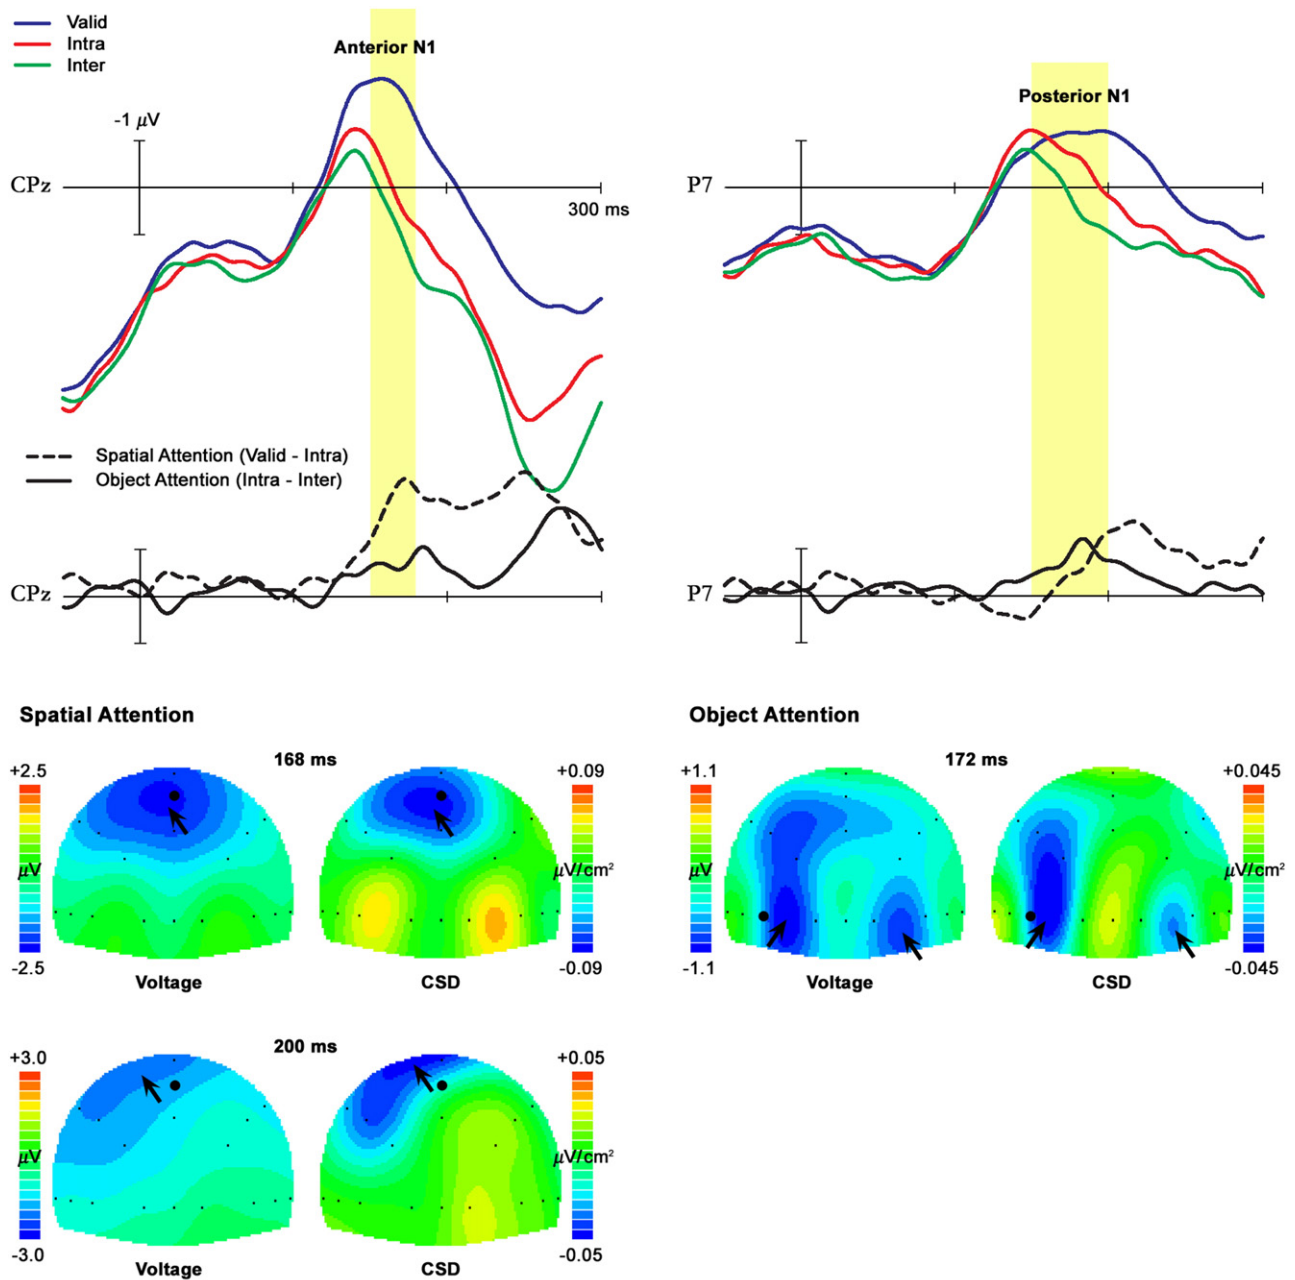 Valid
Intra
Inter
Anterior N1
Posterior N1
-1 µV
CPz
P7
300 ms
Spatial Attention (Valid - Intra)
Object Attention (Intra - Inter)
CPz
P7
Spatial Attention
Object Attention
168 ms
172 ms
+2.5
+0.09
+1.1
+0.045
µV
µV/cm²
µV
µV/cm²
-2.5
-0.09
-1.1
-0.045
Voltage
CSD
Voltage
CSD
200 ms
+3.0
+0.05
µV
µV/cm²
-3.0
-0.05
Voltage
CSD